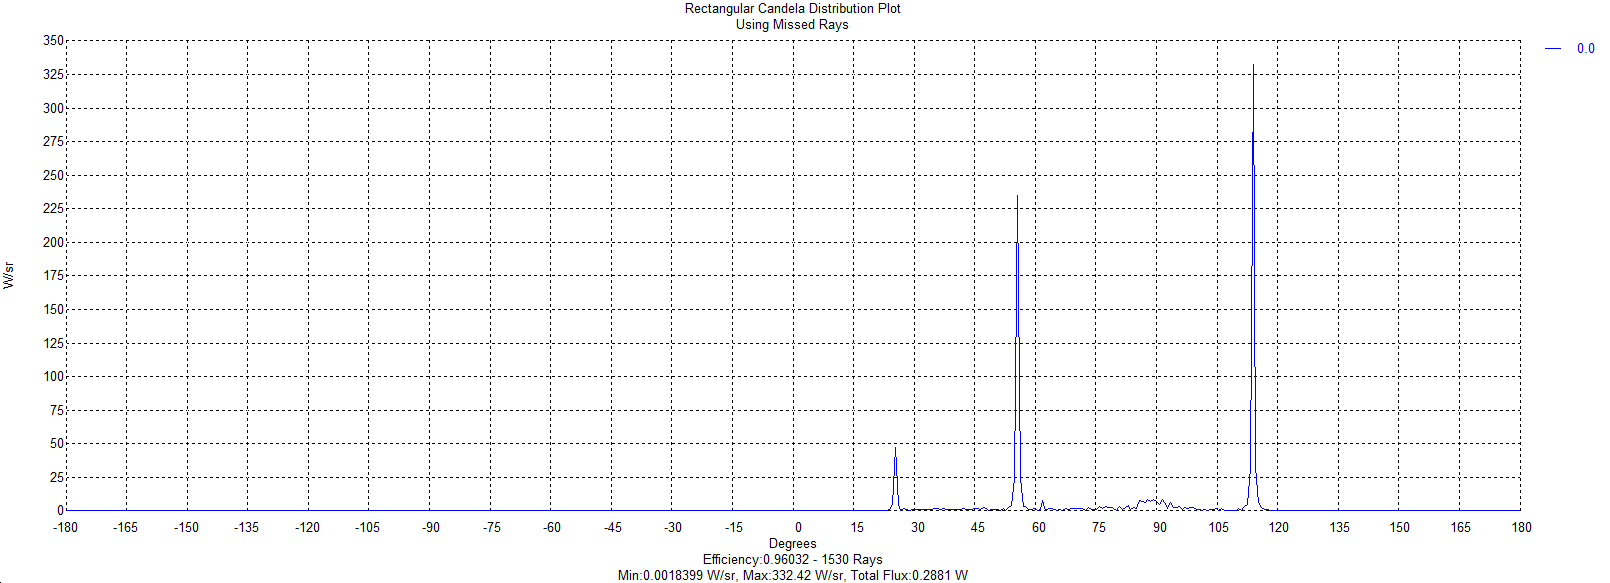 Rectangular Candela Distribution Plot
Using Missed Rays
0.0
350
325
300
275
250
225
200
175
150
125
100
75
50
25
0
W/sr
-180 -165 -150 -135 -120 -105 -90 -75 -60 -45 -30 -15 0 15 30 45 60 75 90 105 120 135 150 165 180
Degrees
Efficiency:0.96032 - 1530 Rays
Min:0.0018399 W/sr, Max:332.42 W/sr, Total Flux:0.2881 W